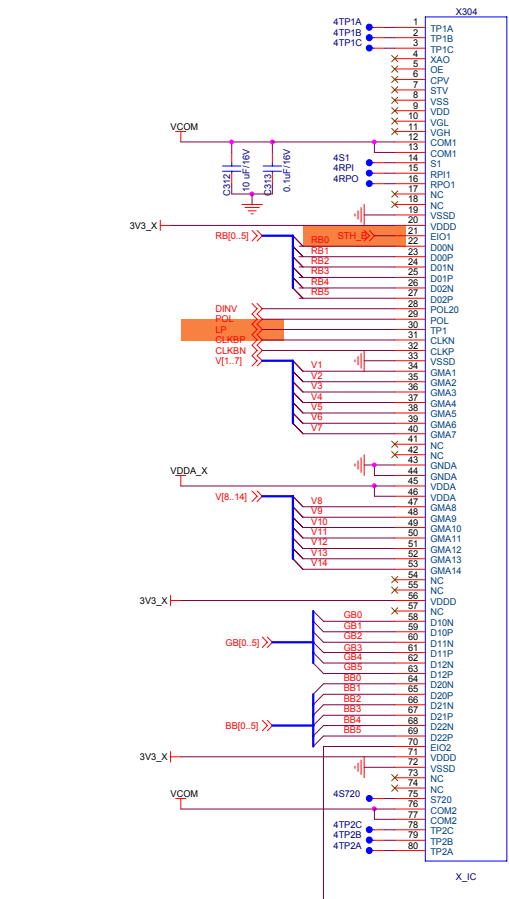 X304
4TP1A 1 TP1A
4TP1B 2 TP1B
4TP1C 3 TP1C
4 XAO
5 OE
6 CPV
7 STV
8 VSS
9 VDD
10 VGL
11 VGH
VCOM 12 COM1
13 COM1
4S1 14 S1
4RPI 15 RPI1
4RPO 16 RPO1
C312 10 uF/16V
C313 0.1uF/16V
17 NC
18 NC
19 VSSD
3V3_X 20 VDDD
RB[0..5] STH_B 21 EIO1
RB0 22 D00N
RB1 23 D00P
RB2 24 D01N
RB3 25 D01P
RB4 26 D02N
RB5 27 D02P
DINV 28 POL20
POL 29 POL
LP 30 TP1
CLKBP 31 CLKN
CLKBN 32 CLKP
V[1..7] 33 VSSD
V1 34 GMA1
V2 35 GMA2
V3 36 GMA3
V4 37 GMA4
V5 38 GMA5
V6 39 GMA6
V7 40 GMA7
41 NC
42 NC
43 GNDA
44 GNDA
VDDA_X 45 VDDA
46 VDDA
V[8..14] V8 47 GMA8
V9 48 GMA9
V10 49 GMA10
V11 50 GMA11
V12 51 GMA12
V13 52 GMA13
V14 53 GMA14
54 NC
55 NC
3V3_X 56 VDDD
57 NC
GB0 58 D10N
GB1 59 D10P
GB[0..5] GB2 60 D11N
GB3 61 D11P
GB4 62 D12N
GB5 63 D12P
BB0 64 D20N
BB1 65 D20P
BB2 66 D21N
BB3 67 D21P
BB[0..5] BB4 68 D22N
BB5 69 D22P
70 EIO2
3V3_X 71 VDDD
72 VSSD
73 NC
74 NC
4S720 75 S720
VCOM 76 COM2
77 COM2
4TP2C 78 TP2C
4TP2B 79 TP2B
4TP2A 80 TP2A
X_IC